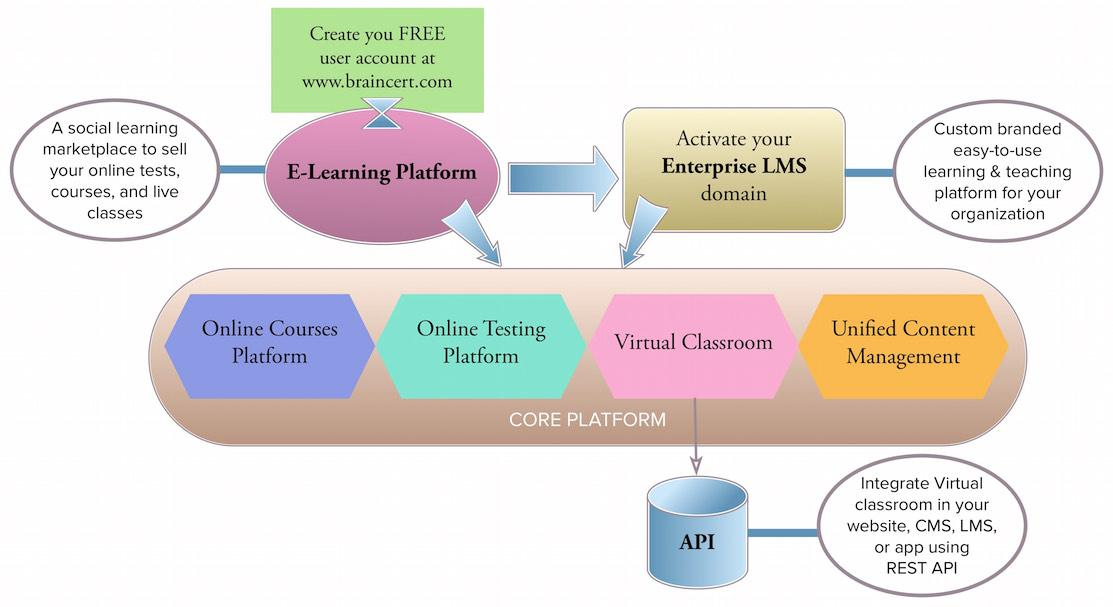 Create you FREE
user account at
www.braincert.com
A social learning
marketplace to sell
your online tests,
courses, and live
classes
E-Learning Platform
Activate your
Enterprise LMS
domain
Custom branded
easy-to-use
learning & teaching
platform for your
organization
Online Courses
Platform
Online Testing
Platform
Virtual Classroom
Unified Content
Management
CORE PLATFORM
API
Integrate Virtual
classroom in your
website, CMS, LMS,
or app using
REST API